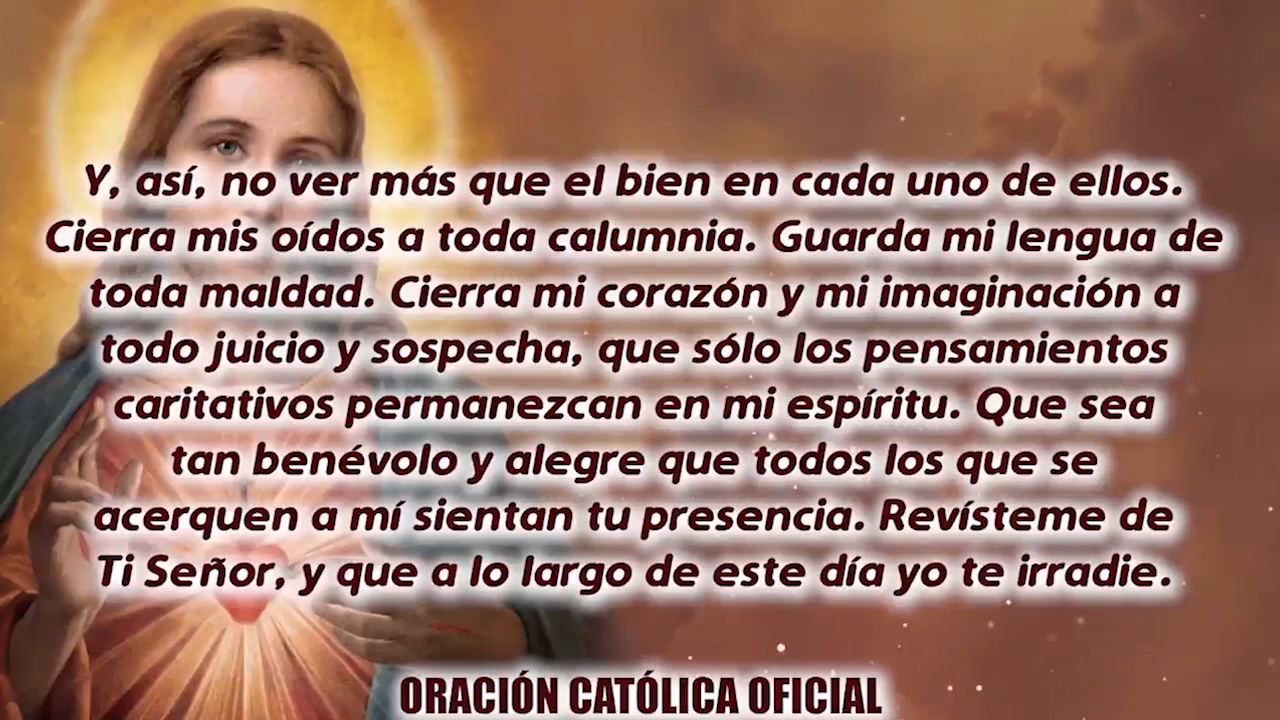 Y, así, no ver más que el bien en cada uno de ellos.
Cierra mis oídos a toda calumnia. Guarda mi lengua de
toda maldad. Cierra mi corazón y mi imaginación a
todo juicio y sospecha, que sólo los pensamientos
caritativos permanezcan en mi espíritu. Que sea
tan benévolo y alegre que todos los que se
acerquen a mí sientan tu presencia. Revísteme de
Ti Señor, y que a lo largo de este día yo te irradie.
ORACIÓN CATÓLICA OFICIAL